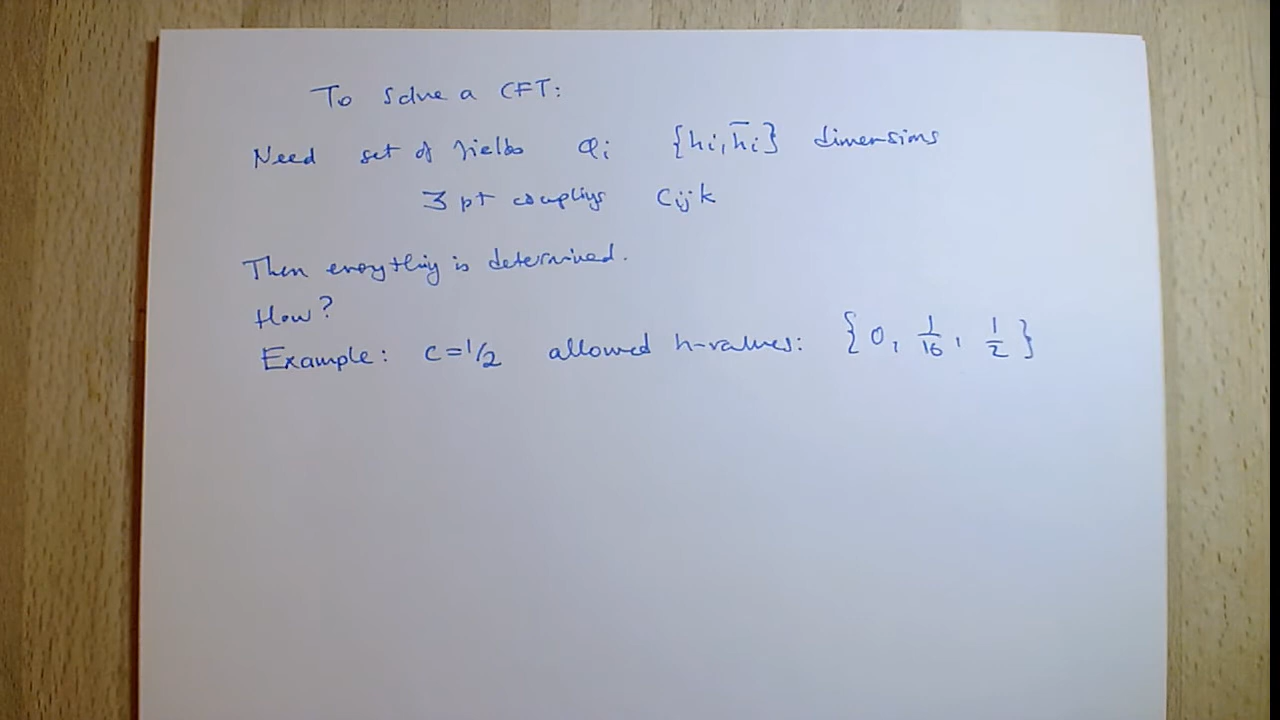 To solve a CFT:
Need set of fields φi {hi, h̄i} dimensions
3 pt couplings Cijk
Then everything is determined.
How?
Example: c=1/2 allowed h-values: {0, 1/16, 1/2}